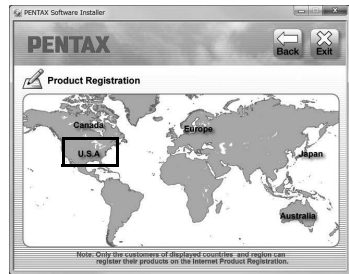 PENTAX Software Installer
PENTAX
Back
Exit
Product Registration
Canada
Europe
U.S.A
Japan
Australia
Note: Only the customers of displayed countries and region can
register their products on the Internet Product Registration.